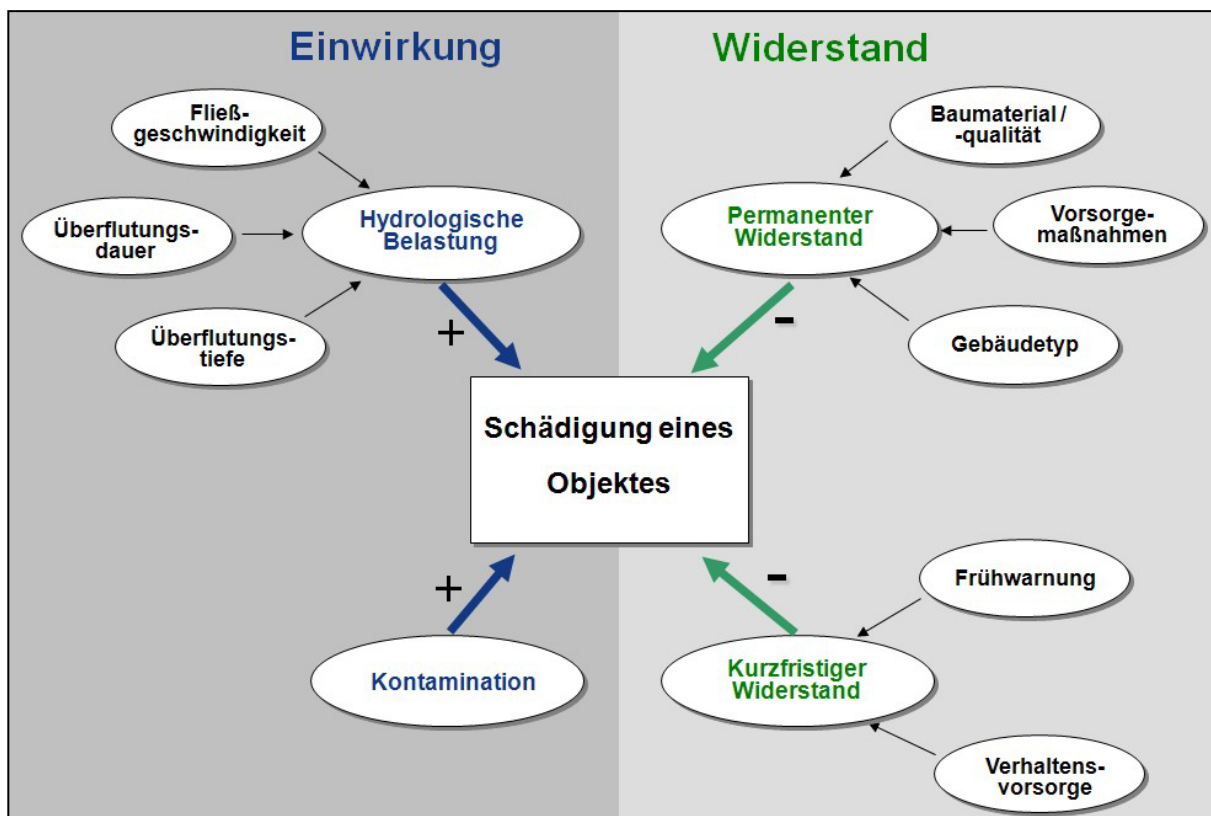 Einwirkung
Widerstand
Fließ-
geschwindigkeit
Überflutungs-
dauer
Überflutungs-
tiefe
Hydrologische
Belastung
+
Baumaterial /
-qualität
Permanenter
Widerstand
Vorsorge-
maßnahmen
Gebäudetyp
-
Schädigung eines
Objektes
+
Kontamination
-
Frühwarnung
Kurzfristiger
Widerstand
Verhaltens-
vorsorge